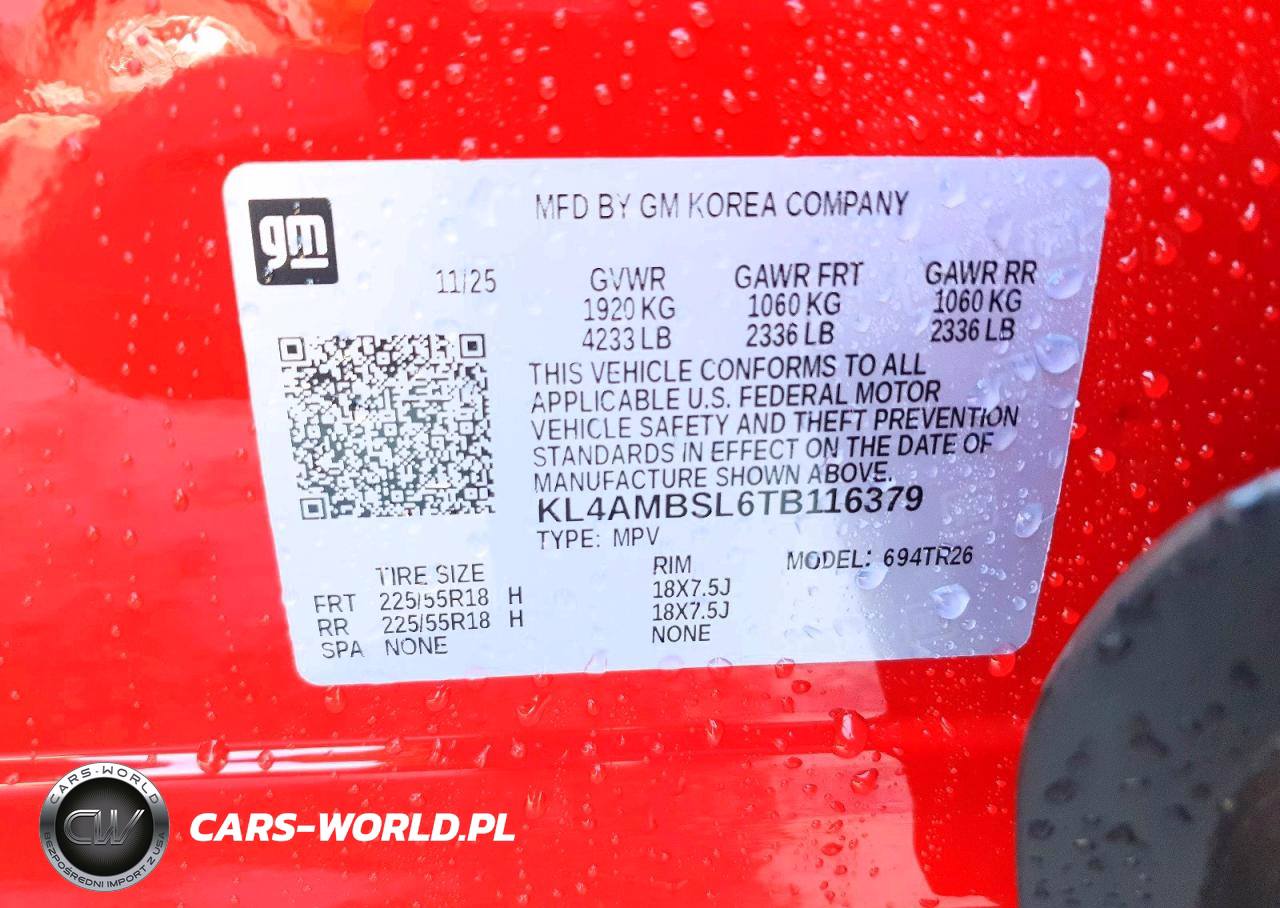 gm
MFD BY GM KOREA COMPANY
11/25 GVWR GAWR FRT GAWR RR
1920 KG 1060 KG 1060 KG
4233 LB 2336 LB 2336 LB
THIS VEHICLE CONFORMS TO ALL
APPLICABLE U.S. FEDERAL MOTOR
VEHICLE SAFETY AND THEFT PREVENTION
STANDARDS IN EFFECT ON THE DATE OF
MANUFACTURE SHOWN ABOVE.
KL4AMBSL6TB116379
TYPE: MPV MODEL: 694TR26
TIRE SIZE RIM
FRT 225/55R18 H 18X7.5J
RR 225/55R18 H 18X7.5J
SPA NONE NONE
CARS-WORLD
CW
BEZPOŚREDNI IMPORT Z USA
CARS-WORLD.PL